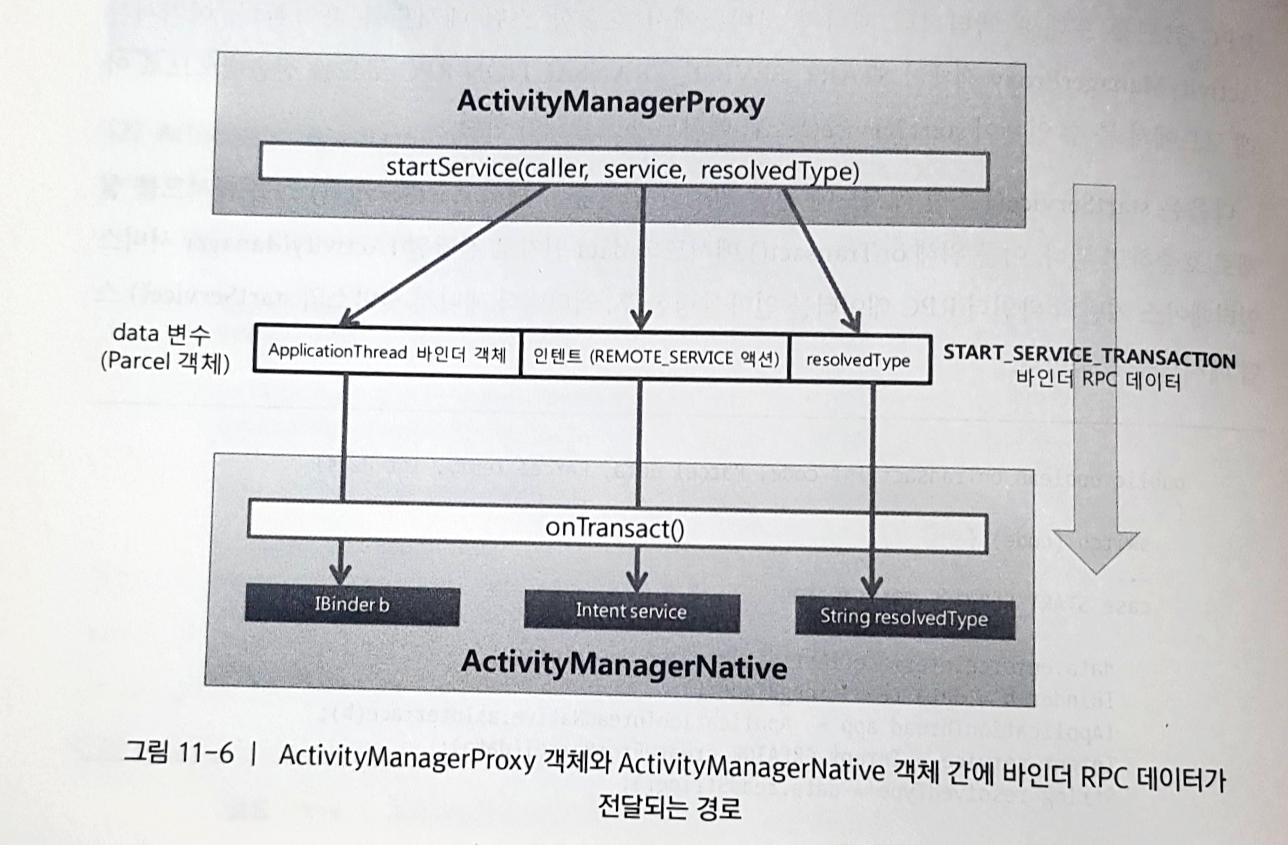 ActivityManagerProxy
startService(caller, service, resolvedType)
data 변수
(Parcel 객체)
ApplicationThread 바인더 객체
인텐트 (REMOTE_SERVICE 액션)
resolvedType
START_SERVICE_TRANSACTION
바인더 RPC 데이터
onTransact()
IBinder b
Intent service
String resolvedType
ActivityManagerNative
그림 11-6 | ActivityManagerProxy 객체와 ActivityManagerNative 객체 간에 바인더 RPC 데이터가
전달되는 경로